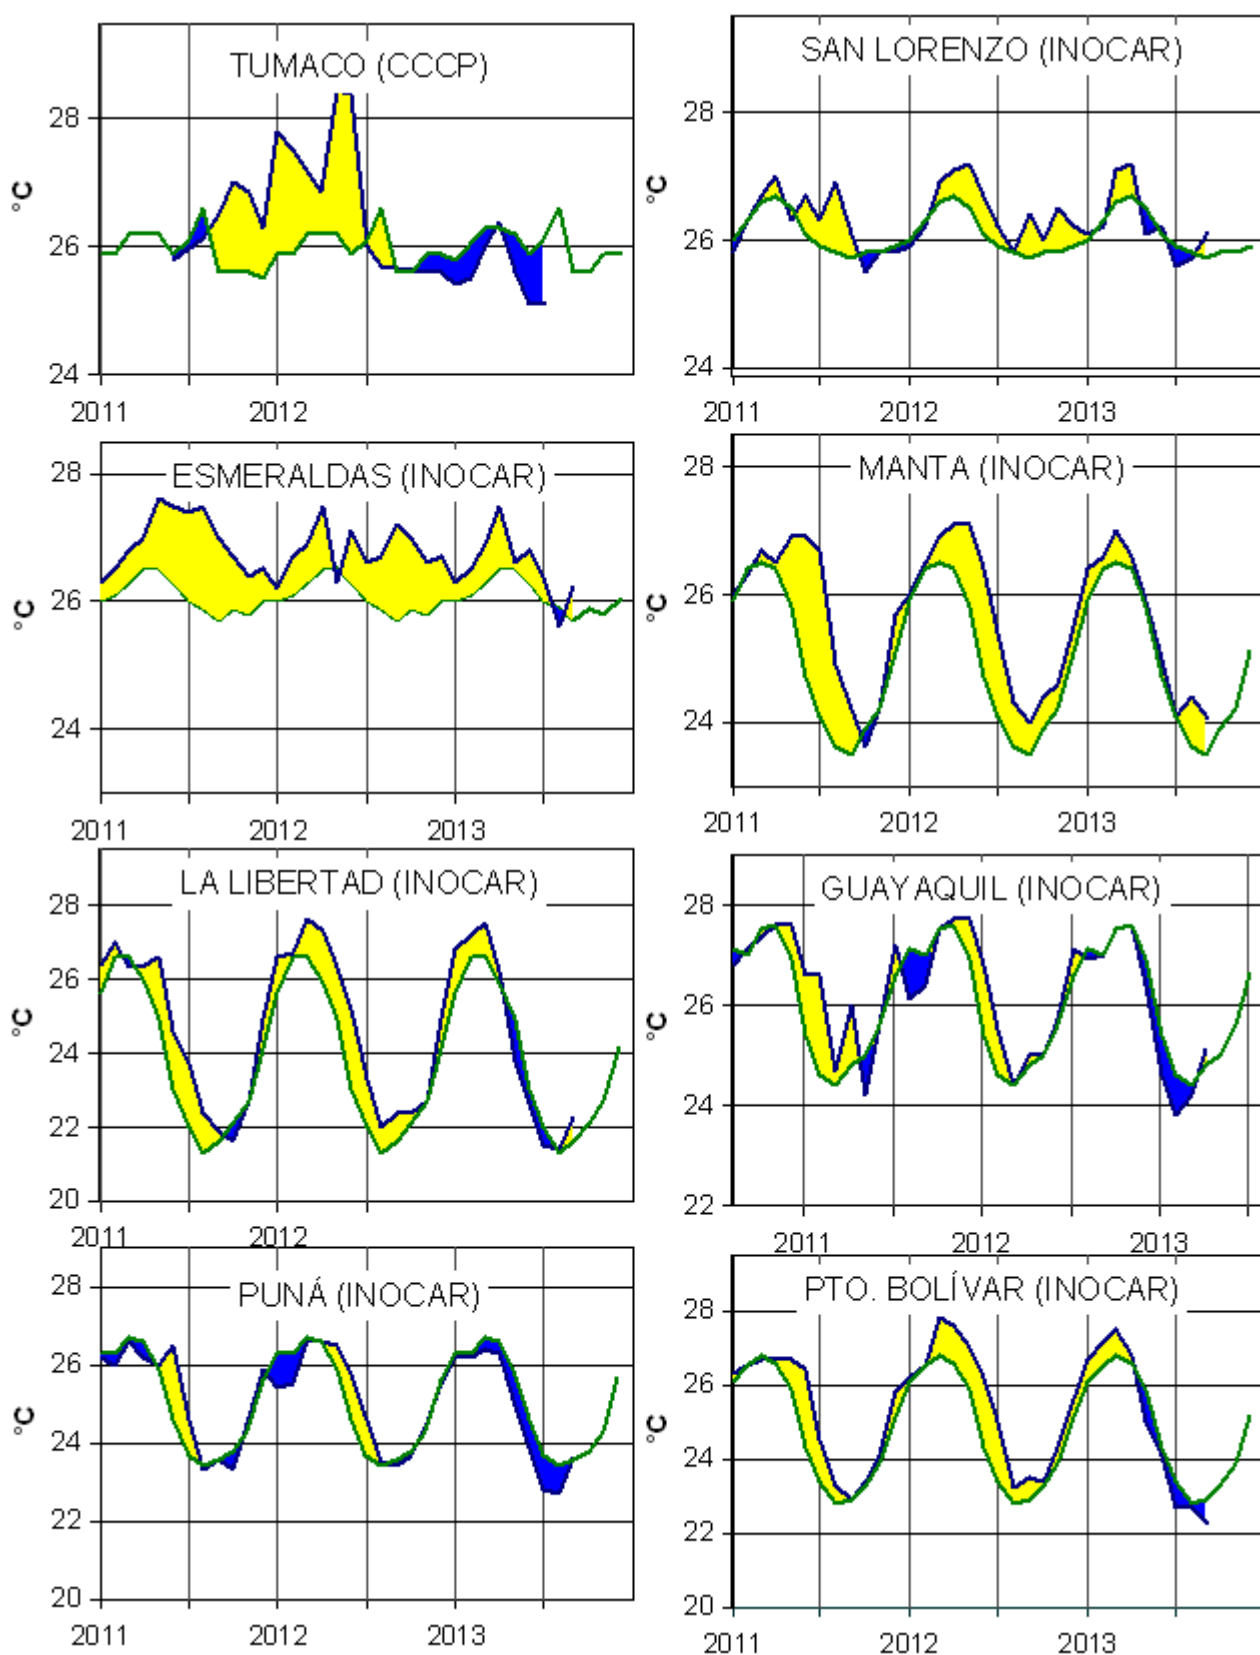 TUMACO (CCCP)
°C
28
26
24
2011 2012
SAN LORENZO (INOCAR)
°C
28
26
24
2011 2012 2013
ESMERALDAS (INOCAR)
°C
28
26
24
2011 2012 2013
MANTA (INOCAR)
°C
28
26
24
2011 2012 2013
LA LIBERTAD (INOCAR)
°C
28
26
24
22
20
2011 2012
GUAYAQUIL (INOCAR)
°C
28
26
24
22
2011 2012 2013
PUNÁ (INOCAR)
°C
28
26
24
22
20
2011 2012 2013
PTO. BOLÍVAR (INOCAR)
°C
28
26
24
22
20
2011 2012 2013